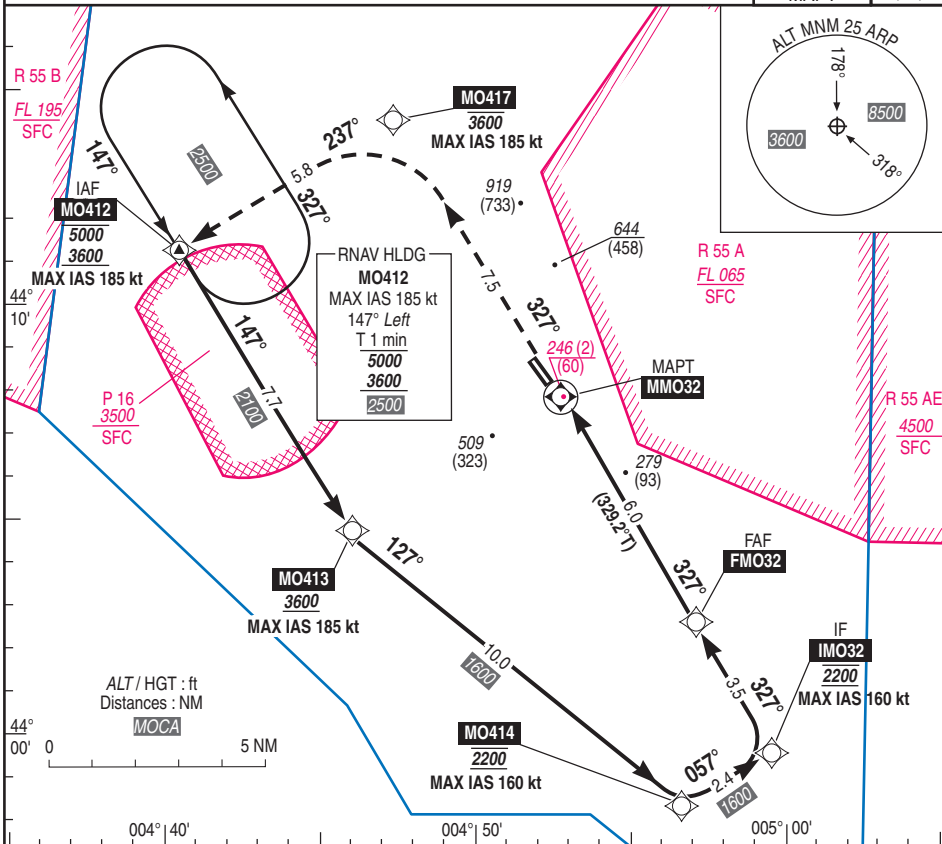 ALT MNM 25 ARP
178°
8500
3600
318°
R 55 B
FL 195
SFC
147°
2500
327°
237°
5.8
MO417
3600
MAX IAS 185 kt
IAF
MO412
5000
3600
MAX IAS 185 kt
919
(733)
644
(458)
R 55 A
FL 065
SFC
RNAV HLDG
MO412
MAX IAS 185 kt
147° Left
T 1 min
5000
3600
2500
7.5
327°
44°
10'
147°
7.7
2100
P 16
3500
SFC
246 (2)
(60)
MAPT
MMO32
R 55 AE
4500
SFC
509
(323)
279
(93)
6.0
(329.2°T)
327°
FAF
FMO32
MO413
3600
MAX IAS 185 kt
127°
10.0
1600
IF
IMO32
2200
MAX IAS 160 kt
3.5
327°
ALT / HGT : ft
Distances : NM
MOCA
0
5 NM
44°
00'
MO414
2200
MAX IAS 160 kt
057°
2.4
1600
004° 40'
004° 50'
005° 00'